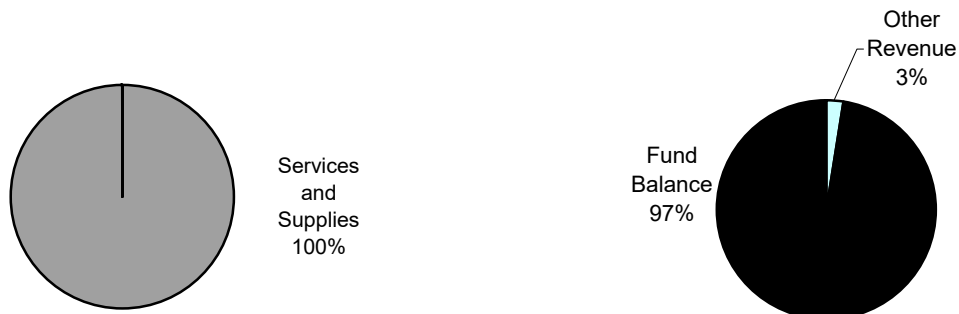 Services
and
Supplies
100%
Other
Revenue
3%
Fund
Balance
97%